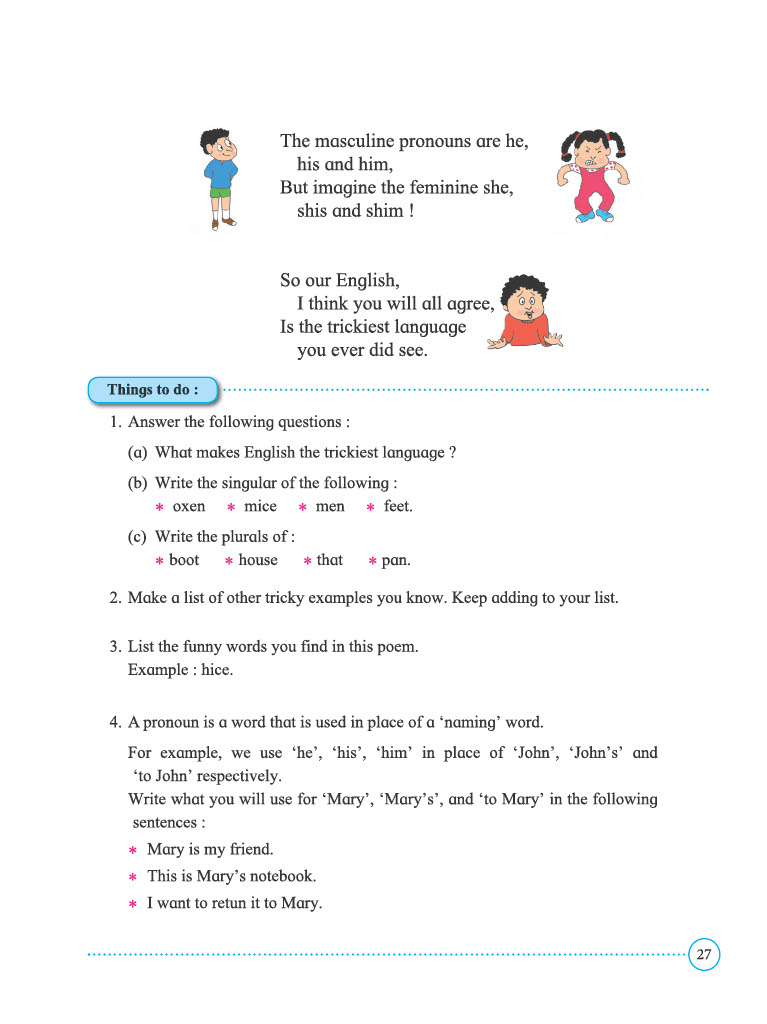 The masculine pronouns are he,
his and him,
But imagine the feminine she,
shis and shim !
So our English,
I think you will all agree,
Is the trickiest language
you ever did see.
Things to do :
1. Answer the following questions :
(a) What makes English the trickiest language ?
(b) Write the singular of the following :
* oxen * mice * men * feet.
(c) Write the plurals of :
* boot * house * that * pan.
2. Make a list of other tricky examples you know. Keep adding to your list.
3. List the funny words you find in this poem.
Example : hice.
4. A pronoun is a word that is used in place of a ‘naming’ word.
For example, we use ‘he’, ‘his’, ‘him’ in place of ‘John’, ‘John’s’ and
‘to John’ respectively.
Write what you will use for ‘Mary’, ‘Mary’s’, and ‘to Mary’ in the following
sentences :
* Mary is my friend.
* This is Mary’s notebook.
* I want to retun it to Mary.
27